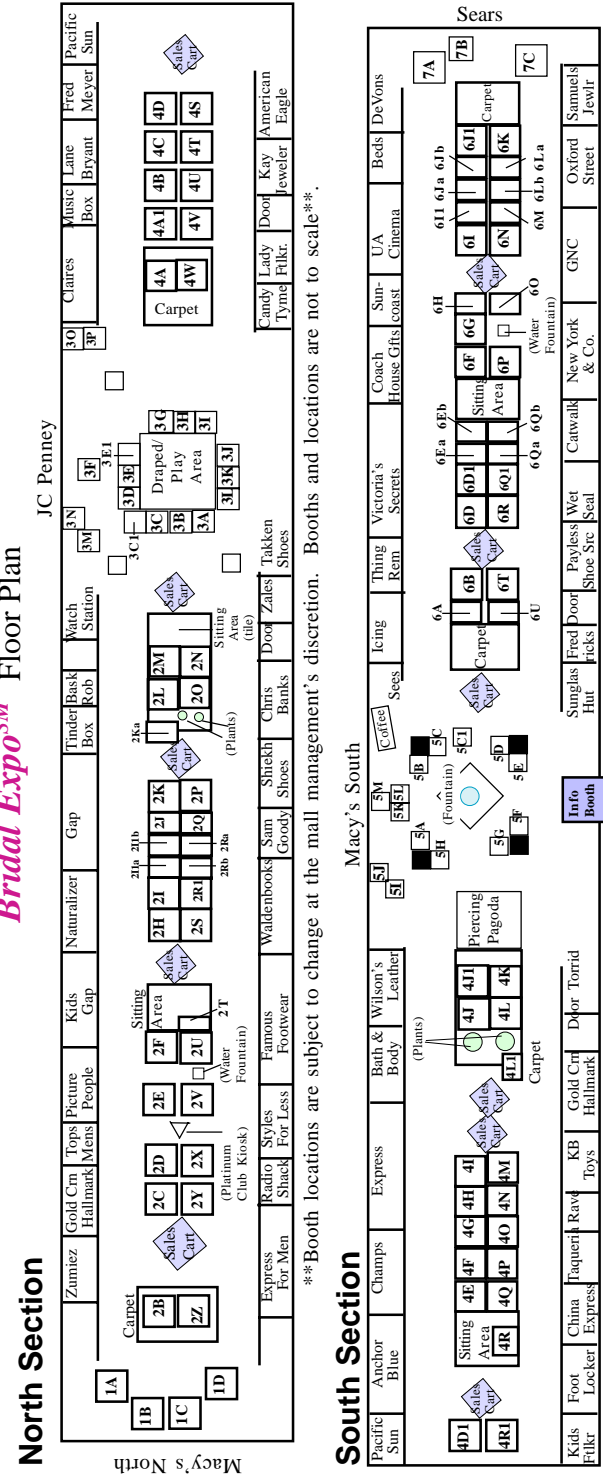 Bridal Expo℠ Floor Plan
North Section
JC Penney
Zumiez
Gold Crn
Hallmark
Tops
Mens
Picture
People
Kids
Gap
Naturalizer
Gap
Tinder
Box
Bask
Rob
Watch
Station
Claires
Music
Box
Lane
Bryant
Fred
Meyer
Pacific
Sun
Macy's North
1A
1B
1C
1D
Carpet
2B
2Z
Sales
Cart
2C
2D
2E
2F
2Y
2X
2V
2U
(Platinum
Club Kiosk)
(Water
Fountain)
Sitting
Area
2T
Sales
Cart
2H
2I
2Ia
2Ib
2J
2K
2S
2R1
2Rb
2Ra
2Q
2P
Sales
Cart
2Ka
2L
2M
2O
2N
(Plants)
Sitting
Area
(tile)
Sales
Cart
3M
3N
3C1
3C
3B
3A
3D
3E
3E1
3F
Draped/
Play
Area
3G
3H
3I
3L
3K
3J
3O
3P
Carpet
4A
4W
4A1
4B
4C
4D
4V
4U
4T
4S
Sales
Cart
Express
For Men
Radio
Shack
Styles
For Less
Famous
Footwear
Waldenbooks
Sam
Goody
Shiekh
Shoes
Chris
Banks
Door
Zales
Takken
Shoes
Candy
Tyme
Lady
Ftlkr.
Door
Kay
Jeweler
American
Eagle
**Booth locations are subject to change at the mall management's discretion. Booths and locations are not to scale**.
South Section
Macy's South
Sears
Pacific
Sun
Anchor
Blue
Champs
Express
Bath &
Body
Wilson's
Leather
Sees
Icing
Thing
Rem
Victoria's
Secrets
Coach
House Gifts
Sun-
coast
UA
Cinema
Beds
DeVons
4D1
4R1
Sales
Cart
Sitting
Area
4R
4E
4F
4G
4H
4I
4Q
4P
4O
4N
4M
Sales
Cart
Sales
Cart
(Plants)
4L1
Carpet
4J
4J1
4L
4K
Piercing
Pagoda
5J
5I
5M
5K
5L
Coffee
5A
5H
5B
5C
5C1
5D
5E
5F
5G
(Fountain)
Sales
Cart
Carpet
6A
6B
6U
6T
Sales
Cart
6D
6D1
6Ea
6Eb
6R
6Q1
6Qa
6Qb
Sitting
Area
6F
6G
6H
6P
6O
(Water
Fountain)
Sales
Cart
6I
6I1
6Ja
6Jb
6J1
6N
6M
6Lb
6La
6K
Carpet
7A
7B
7C
Kids
Ftlkr
Foot
Locker
China
Express
Taqueria
Rave
KB
Toys
Gold Crn
Hallmark
Door
Torrid
Info
Booth
Sunglas
Hut
Fred
ricks
Door
Payless
Shoe Src
Wet
Seal
Catwalk
New York
& Co.
GNC
Oxford
Street
Samuels
Jewlr